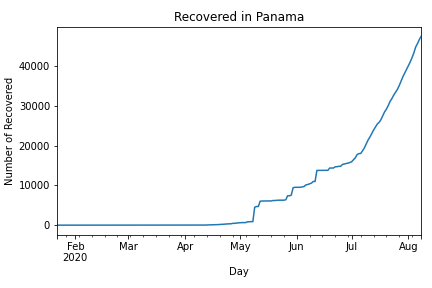 Recovered in Panama
Number of Recovered
40000
30000
20000
10000
0
Feb Mar Apr May Jun Jul Aug
2020
Day